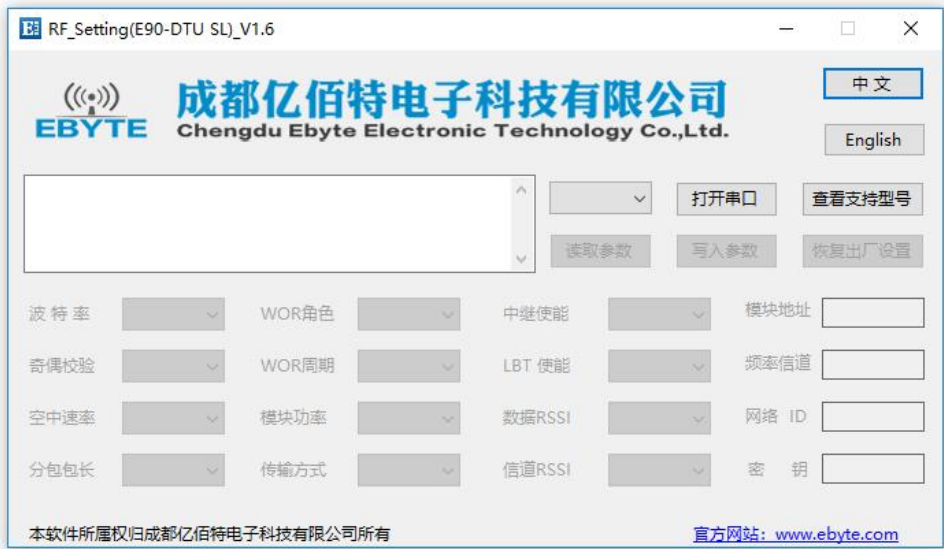 RF_Setting(E90-DTU SL)_V1.6
EBYTE
成都亿佰特电子科技有限公司
Chengdu Ebyte Electronic Technology Co.,Ltd.
中文
English
打开串口 查看支持型号
读取参数 写入参数 恢复出厂设置
波特率 WOR角色 中继使能 模块地址
奇偶校验 WOR周期 LBT 使能 频率信道
空中速率 模块功率 数据RSSI 网络 ID
分包包长 传输方式 信道RSSI 密 钥
本软件所属权归成都亿佰特电子科技有限公司所有 官方网站：www.ebyte.com